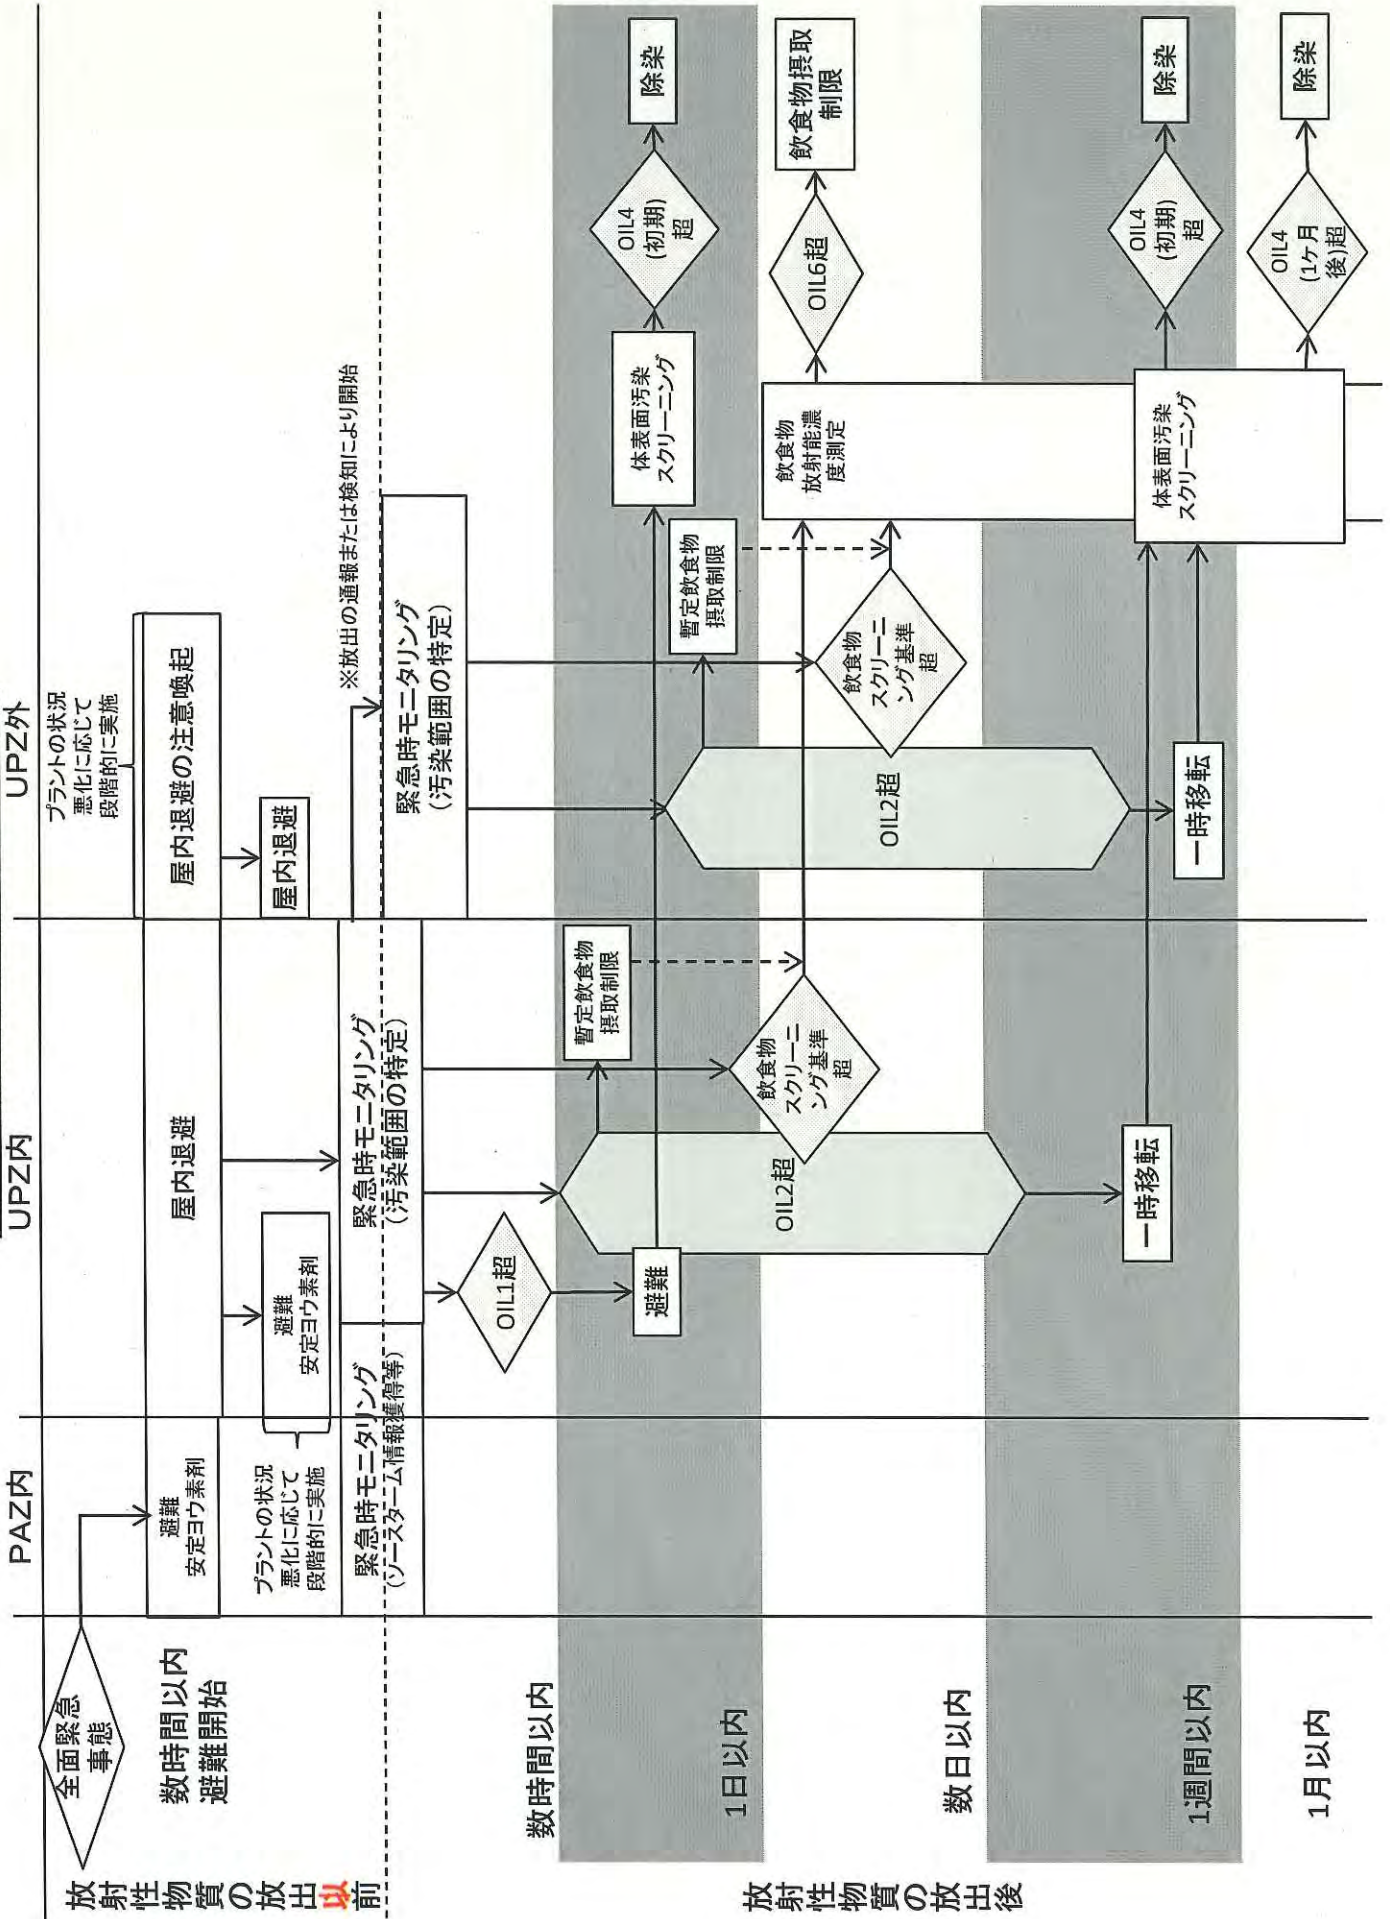 PAZ内
UPZ内
UPZ外
放射性物質の放出以前
全面緊急
事態
数時間以内
避難開始
避難
安定ヨウ素剤
屋内退避
プラントの状況
悪化に応じて
段階的に実施
屋内退避の注意喚起
プラントの状況
悪化に応じて
段階的に実施
避難
安定ヨウ素剤
屋内退避
緊急時モニタリング
(ソースターム情報獲得等)
緊急時モニタリング
(汚染範囲の特定)
※放出の通報または検知により開始
緊急時モニタリング
(汚染範囲の特定)
放射性物質の放出後
数時間以内
OIL1超
1日以内
避難
OIL2超
暫定飲食物
摂取制限
飲食物
スクリーニ
ング基準
超
OIL2超
暫定飲食物
摂取制限
飲食物
スクリーニ
ング基準
超
体表面汚染
スクリーニング
OIL4
(初期)
超
除染
数日以内
飲食物
放射能濃
度測定
OIL6超
飲食物摂取
制限
1週間以内
一時移転
一時移転
体表面汚染
スクリーニング
OIL4
(初期)
超
除染
1月以内
OIL4
(1ケ月
後)超
除染